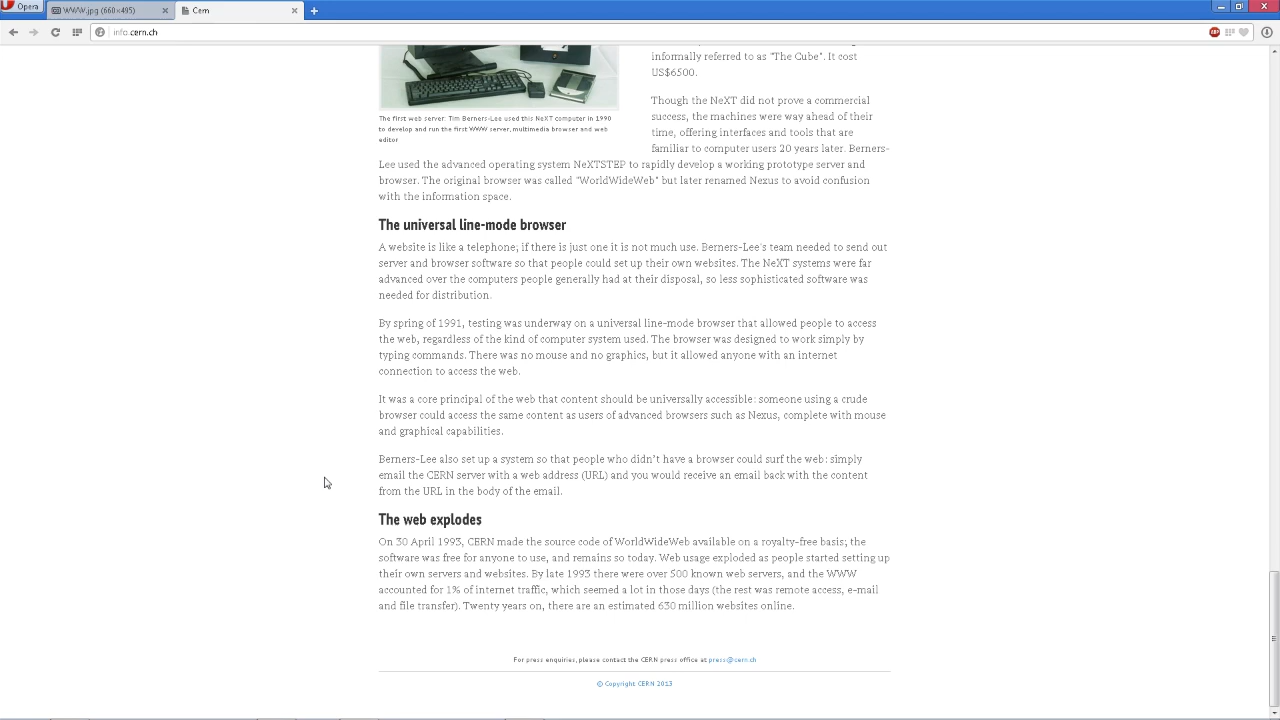 Opera
WWW.jpg (660×495)
Cern
info.cern.ch
ABP
informally referred to as "The Cube". It cost
US$6500.
Though the NeXT did not prove a commercial
success, the machines were way ahead of their
time, offering interfaces and tools that are
familiar to computer users 20 years later. Berners-
The first web server: Tim Berners-Lee used this NeXT computer in 1990
to develop and run the first WWW server, multimedia browser and web
editor
Lee used the advanced operating system NeXTSTEP to rapidly develop a working prototype server and
browser. The original browser was called "WorldWideWeb" but later renamed Nexus to avoid confusion
with the information space.
The universal line-mode browser
A website is like a telephone; if there is just one it is not much use. Berners-Lee's team needed to send out
server and browser software so that people could set up their own websites. The NeXT systems were far
advanced over the computers people generally had at their disposal, so less sophisticated software was
needed for distribution.
By spring of 1991, testing was underway on a universal line-mode browser that allowed people to access
the web, regardless of the kind of computer system used. The browser was designed to work simply by
typing commands. There was no mouse and no graphics, but it allowed anyone with an internet
connection to access the web.
It was a core principal of the web that content should be universally accessible: someone using a crude
browser could access the same content as users of advanced browsers such as Nexus, complete with mouse
and graphical capabilities.
Berners-Lee also set up a system so that people who didn't have a browser could surf the web: simply
email the CERN server with a web address (URL) and you would receive an email back with the content
from the URL in the body of the email.
The web explodes
On 30 April 1993, CERN made the source code of WorldWideWeb available on a royalty-free basis; the
software was free for anyone to use, and remains so today. Web usage exploded as people started setting up
their own servers and websites. By late 1993 there were over 500 known web servers, and the WWW
accounted for 1% of internet traffic, which seemed a lot in those days (the rest was remote access, e-mail
and file transfer). Twenty years on, there are an estimated 630 million websites online.
For press enquiries, please contact the CERN press office at press@cern.ch
© Copyright CERN 2013